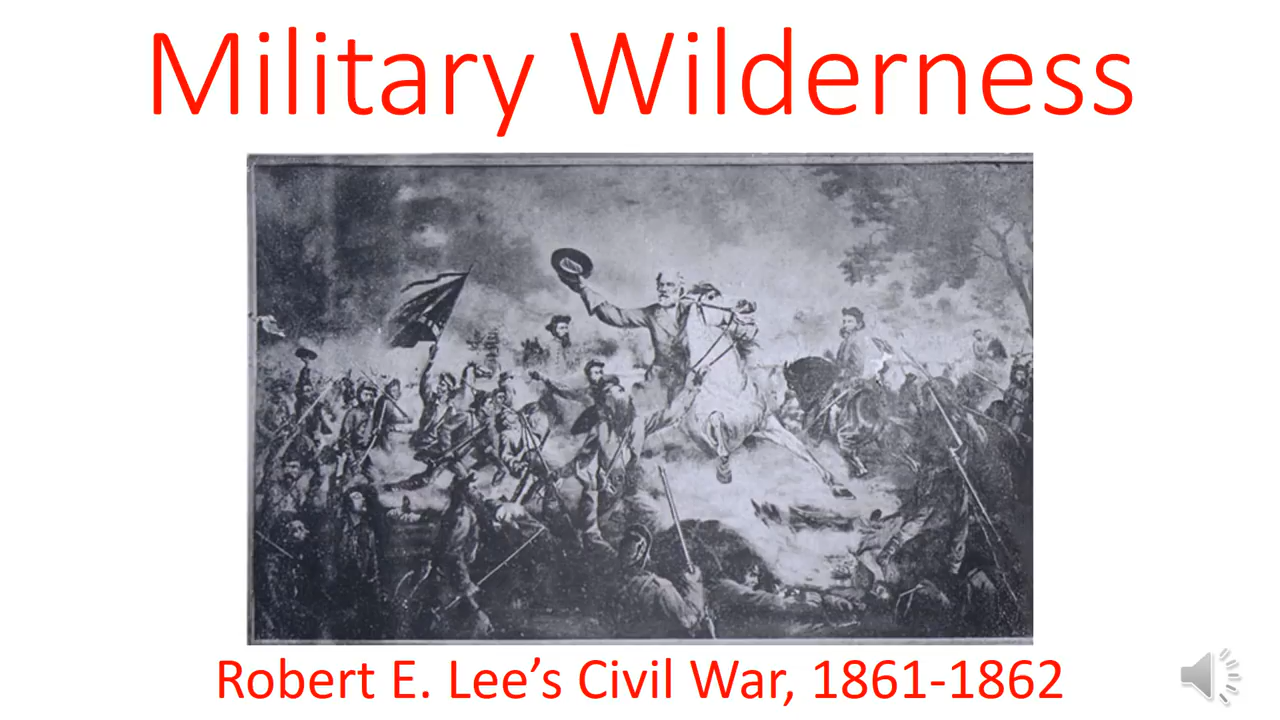 Military Wilderness
Robert E. Lee’s Civil War, 1861-1862